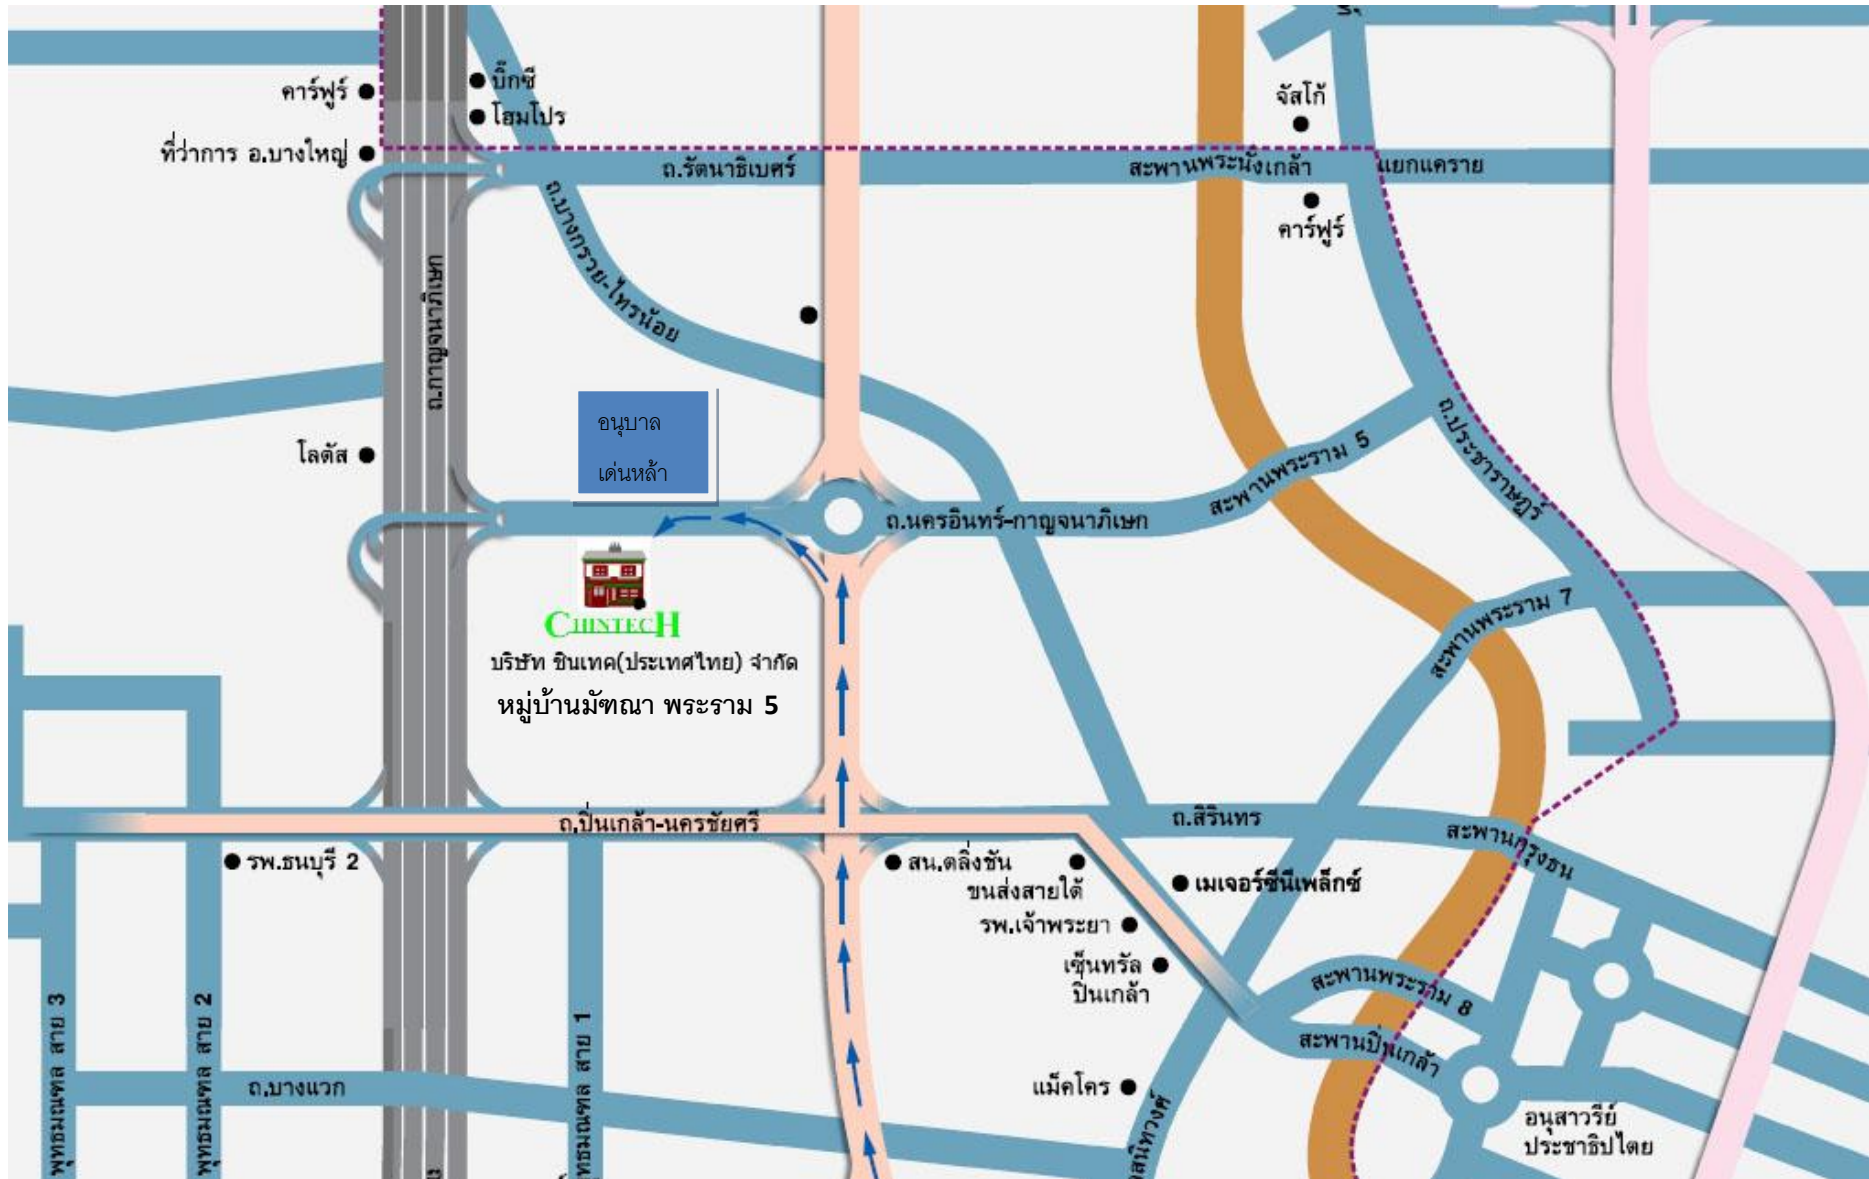 บิ๊กซี
คาร์ฟูร์
โฮมโปร
จัสโก้
ที่ว่าการ อ.บางใหญ่
ถ.รัตนาธิเบศร์
สะพานพระนั่งเกล้า
แยกแคราย
ถ.บางกรวย-ไทรน้อย
คาร์ฟูร์
ถ.กาญจนาภิเษก
อนุบาล
เด่นหล้า
โลตัส
สะพานพระราม 5
ถ.ประชาราษฎร์
ถ.นครอินทร์-กาญจนาภิเษก
CHINTECH
บริษัท ชินเทค(ประเทศไทย) จำกัด
หมู่บ้านมัฑณา พระราม 5
สะพานพระราม 7
ถ.ปิ่นเกล้า-นครชัยศรี
ถ.สิรินทร
สะพานกรุงธน
รพ.ธนบุรี 2
สน.ตลิ่งชัน
ขนส่งสายใต้
เมเจอร์ซีนีเพล็กซ์
รพ.เจ้าพระยา
เซ็นทรัล
ปิ่นเกล้า
สะพานพระราม 8
สะพานปิ่นเกล้า
พุทธมณฑล สาย 3
พุทธมณฑล สาย 2
ทธมณฑล สาย 1
ถ.บางแวก
แม็คโคร
สนิทวงศ์
อนุสาวรีย์
ประชาธิปไตย